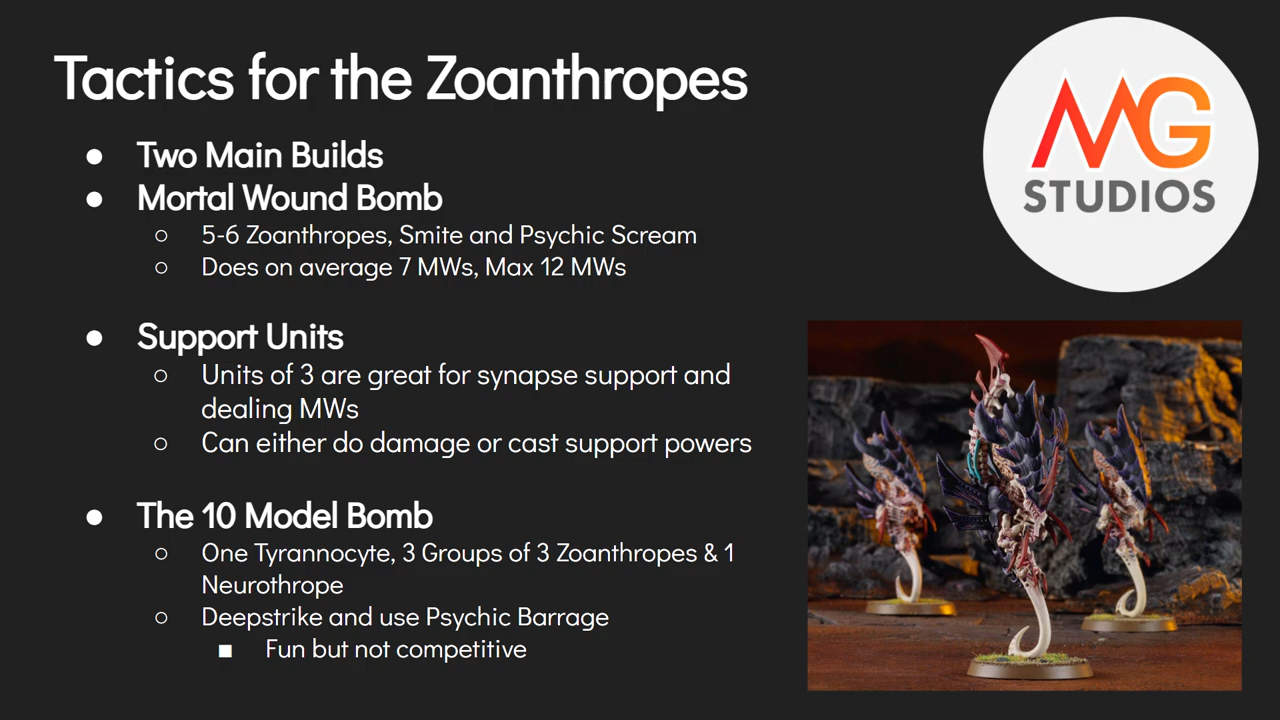 Tactics for the Zoanthropes
MG
STUDIOS
● Two Main Builds
● Mortal Wound Bomb
○ 5-6 Zoanthropes, Smite and Psychic Scream
○ Does on average 7 MWs, Max 12 MWs
● Support Units
○ Units of 3 are great for synapse support and
dealing MWs
○ Can either do damage or cast support powers
● The 10 Model Bomb
○ One Tyrannocyte, 3 Groups of 3 Zoanthropes & 1
Neurothrope
○ Deepstrike and use Psychic Barrage
■ Fun but not competitive